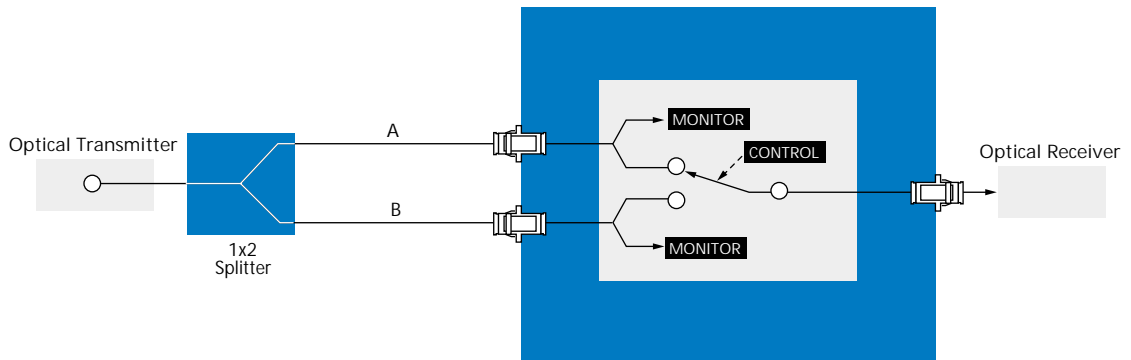 Optical Transmitter
1x2
Splitter
A
B
MONITOR
CONTROL
MONITOR
Optical Receiver